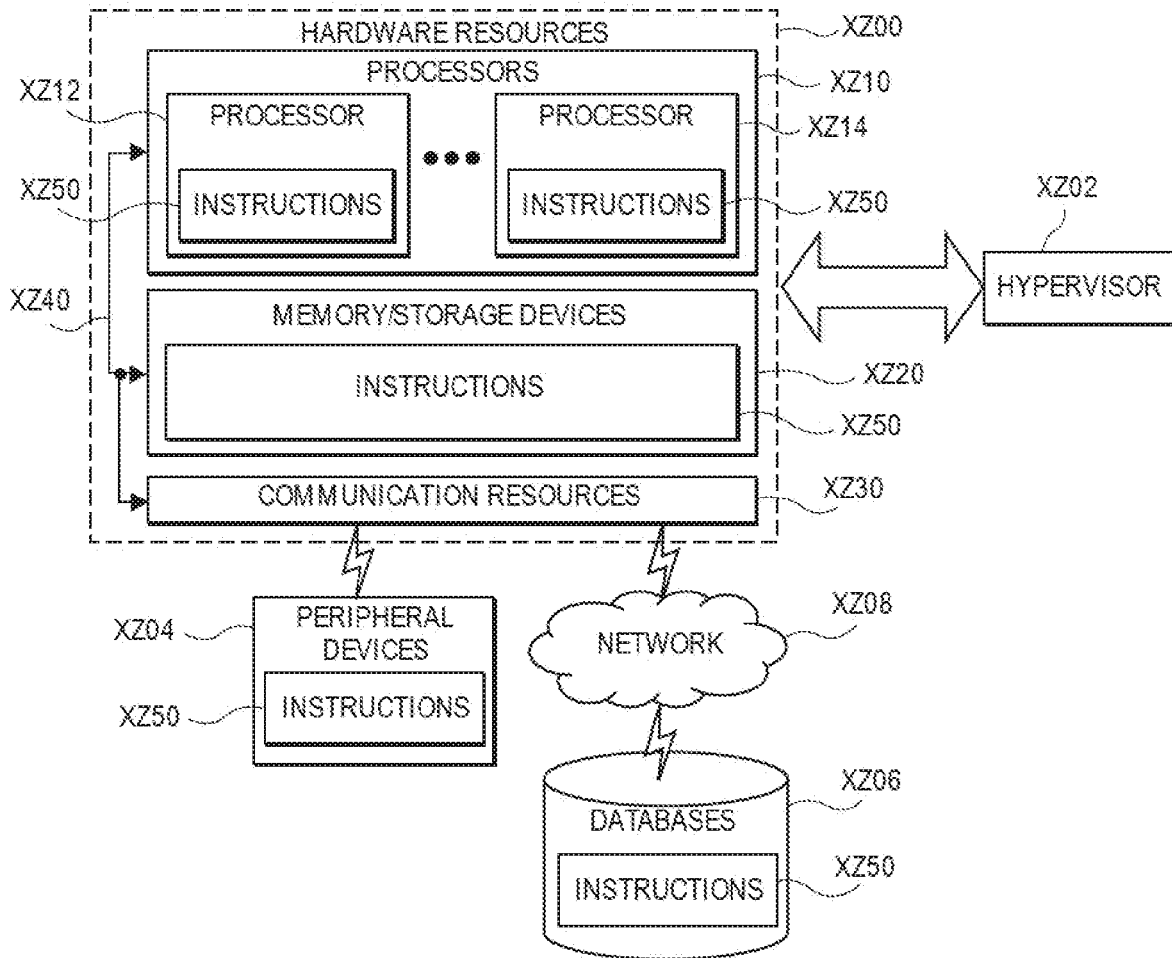 HARDWARE RESOURCES
XZ00
PROCESSORS
XZ10
XZ12
PROCESSOR
PROCESSOR
XZ14
XZ50
INSTRUCTIONS
INSTRUCTIONS
XZ50
XZ02
HYPERVISOR
XZ40
MEMORY/STORAGE DEVICES
INSTRUCTIONS
XZ20
XZ50
COMMUNICATION RESOURCES
XZ30
XZ04
PERIPHERAL
DEVICES
XZ50
INSTRUCTIONS
NETWORK
XZ08
XZ06
DATABASES
INSTRUCTIONS
XZ50